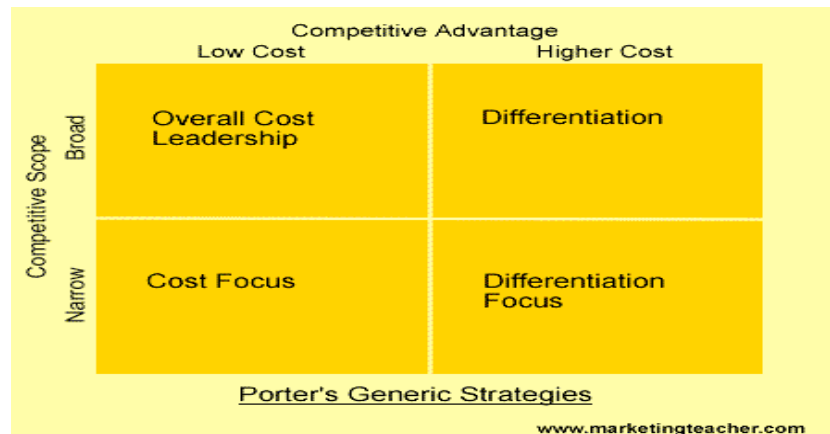 Competitive Advantage
Low Cost Higher Cost
Competitive Scope
Broad
Overall Cost
Leadership
Differentiation
Narrow
Cost Focus
Differentiation
Focus
Porter's Generic Strategies
www.marketingteacher.com